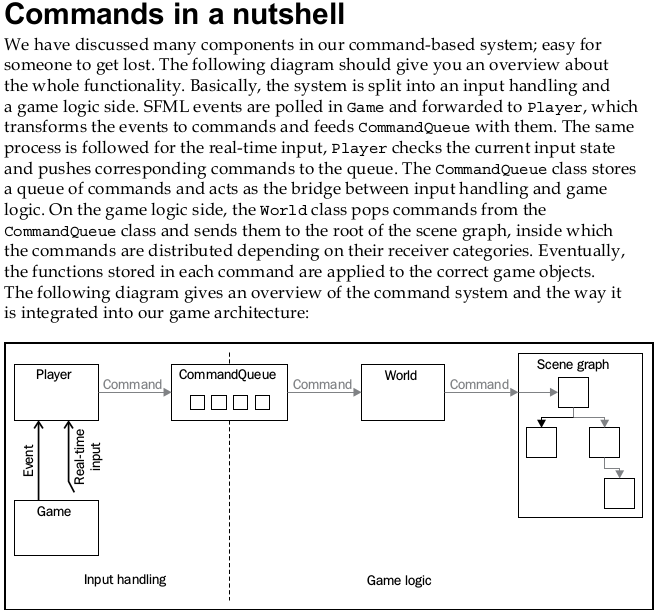 Commands in a nutshell
We have discussed many components in our command-based system; easy for
someone to get lost. The following diagram should give you an overview about
the whole functionality. Basically, the system is split into an input handling and
a game logic side. SFML events are polled in Game and forwarded to Player, which
transforms the events to commands and feeds CommandQueue with them. The same
process is followed for the real-time input, Player checks the current input state
and pushes corresponding commands to the queue. The CommandQueue class stores
a queue of commands and acts as the bridge between input handling and game
logic. On the game logic side, the World class pops commands from the
CommandQueue class and sends them to the root of the scene graph, inside which
the commands are distributed depending on their receiver categories. Eventually,
the functions stored in each command are applied to the correct game objects.
The following diagram gives an overview of the command system and the way it
is integrated into our game architecture:
Player
Command
CommandQueue
Command
World
Command
Scene graph
Event
Real-time
input
Game
Input handling
Game logic